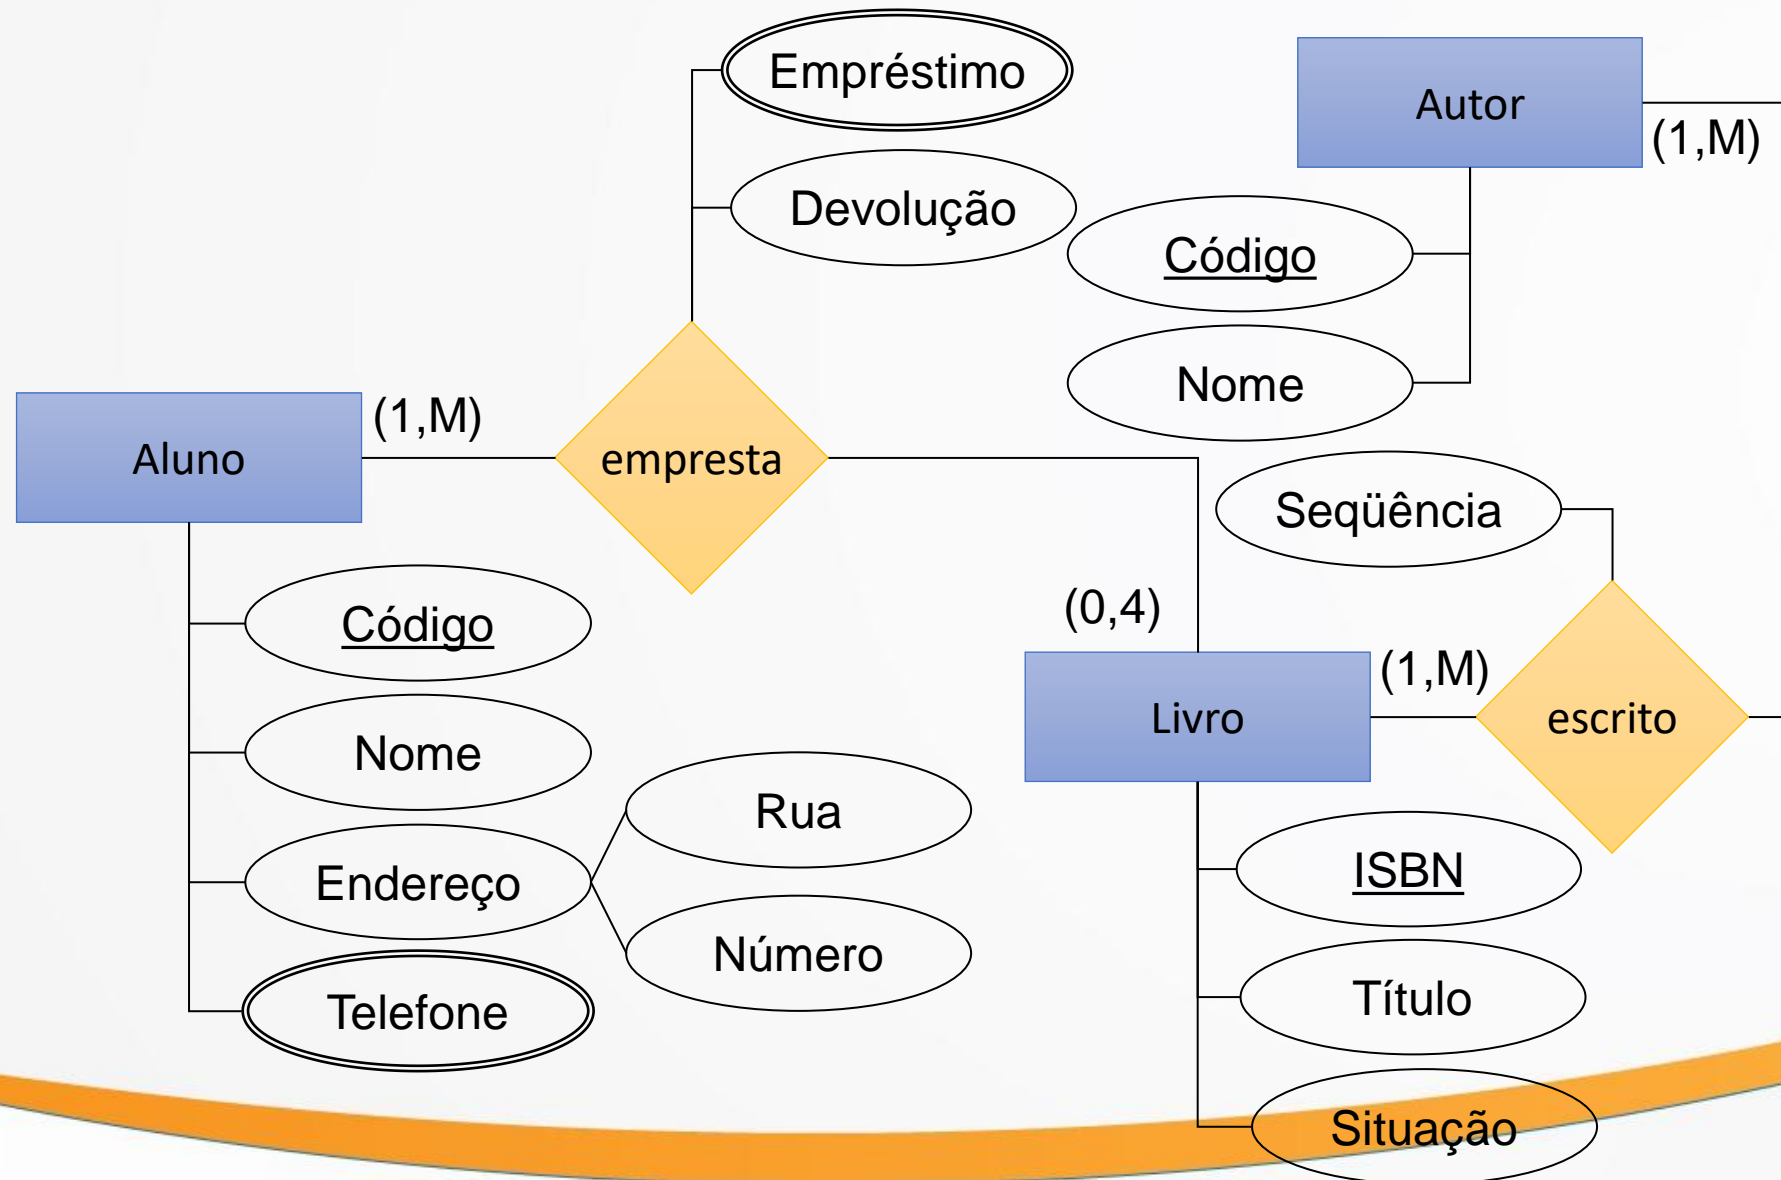 Empréstimo
Devolução
Autor
(1,M)
Código
Nome
Aluno
(1,M)
empresta
Seqüência
(0,4)
Livro
(1,M)
escrito
Código
Nome
Endereço
Rua
Número
Telefone
ISBN
Título
Situação